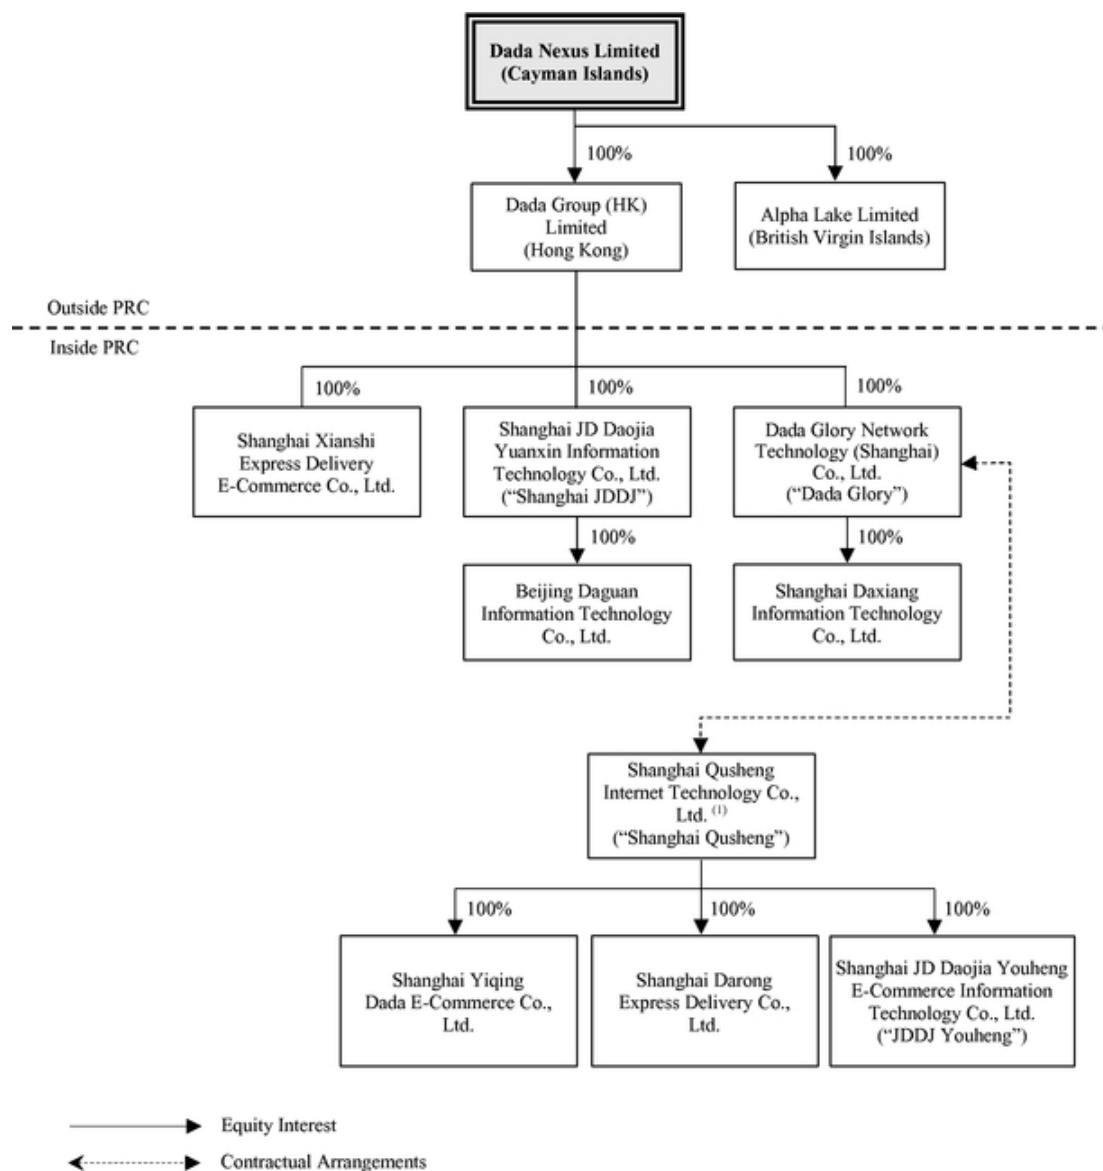 Dada Nexus Limited
(Cayman Islands)
100%
100%
Dada Group (HK)
Limited
(Hong Kong)
Alpha Lake Limited
(British Virgin Islands)
Outside PRC
Inside PRC
100%
100%
100%
Shanghai Xianshi
Express Delivery
E-Commerce Co., Ltd.
Shanghai JD Daojia
Yuanxin Information
Technology Co., Ltd.
(“Shanghai JDDJ”)
Dada Glory Network
Technology (Shanghai)
Co., Ltd.
(“Dada Glory”)
100%
100%
Beijing Daguan
Information Technology
Co., Ltd.
Shanghai Daxiang
Information Technology
Co., Ltd.
Shanghai Qusheng
Internet Technology Co.,
Ltd. (1)
(“Shanghai Qusheng”)
100%
100%
100%
Shanghai Yiqing
Dada E-Commerce Co.,
Ltd.
Shanghai Darong
Express Delivery Co.,
Ltd.
Shanghai JD Daojia Youheng
E-Commerce Information
Technology Co., Ltd.
(“JDDJ Youheng”)
Equity Interest
Contractual Arrangements